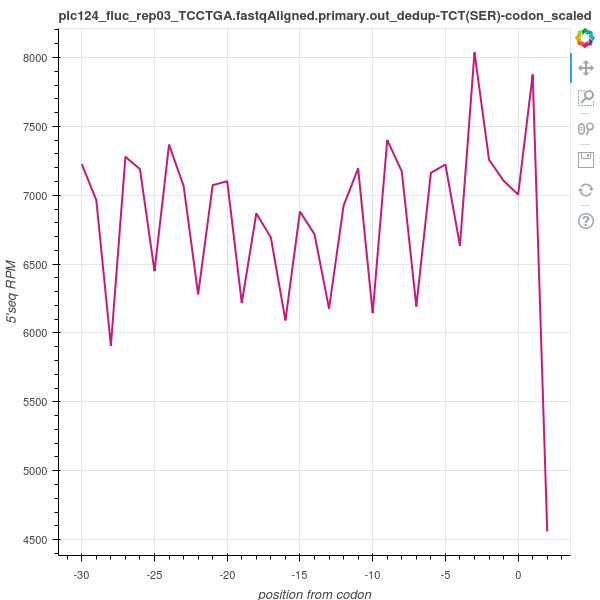 plc124_fluc_rep03_TCCTGA.fastqAligned.primary.out_dedup-TCT(SER)-codon_scaled
8000
7500
7000
6500
6000
5500
5000
4500
5'seq RPM
-30 -25 -20 -15 -10 -5 0
position from codon